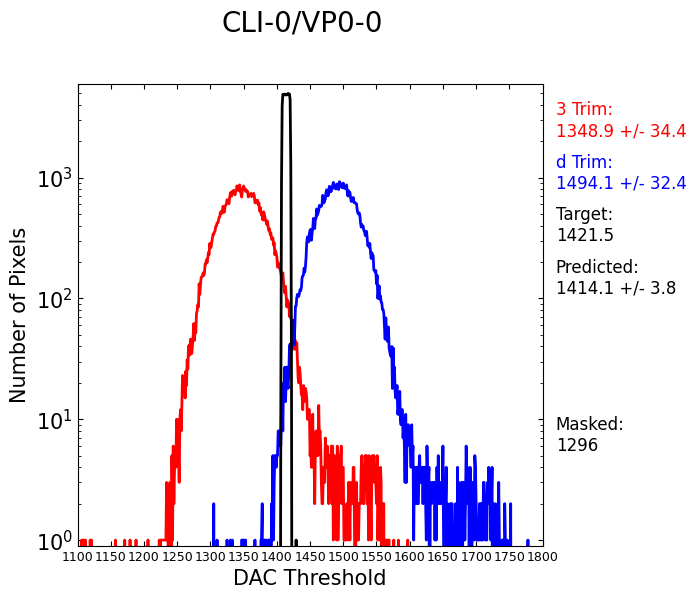 CLI-0/VP0-0
3 Trim:
1348.9 +/- 34.4
d Trim:
1494.1 +/- 32.4
Target:
1421.5
Predicted:
1414.1 +/- 3.8
Masked:
1296
Number of Pixels
10³
10²
10¹
10⁰
1100 1150 1200 1250 1300 1350 1400 1450 1500 1550 1600 1650 1700 1750 1800
DAC Threshold